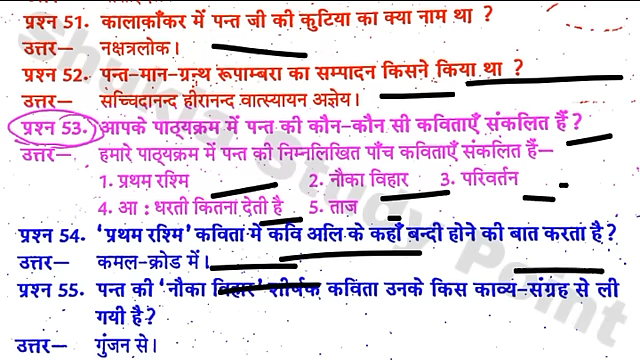 प्रश्न 51. कालाकाँकर में पन्त जी की कुटिया का क्या नाम था ?
उत्तर— नक्षत्रलोक।
प्रश्न 52. पन्त-मान-ग्रन्थ रूपाम्बरा का सम्पादन किसने किया था ?
उत्तर— सच्चिदानन्द हीरानन्द वात्स्यायन अज्ञेय।
प्रश्न 53. आपके पाठ्यक्रम में पन्त की कौन-कौन सी कविताएँ संकलित हैं ?
उत्तर— हमारे पाठ्यक्रम में पन्त की निम्नलिखित पाँच कविताएँ संकलित हैं—
1. प्रथम रश्मि 2. नौका विहार 3. परिवर्तन
4. आ : धरती कितना देती है 5. ताज
प्रश्न 54. 'प्रथम रश्मि' कविता में कवि अलि के कहाँ बन्दी होने की बात करता है ?
उत्तर— कमल-क्रोड में।
प्रश्न 55. पन्त की 'नौका विहार' शीर्षक कविता उनके किस काव्य-संग्रह से ली
गयी है ?
उत्तर— गुंजन से।
Shukla Study Point